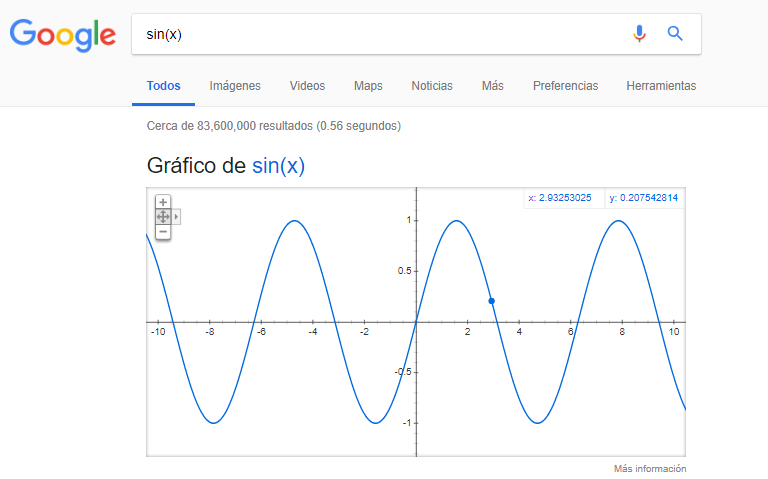 Google
sin(x)
Todos Imágenes Videos Maps Noticias Más Preferencias Herramientas
Cerca de 83,600,000 resultados (0.56 segundos)
Gráfico de sin(x)
x: 2.93253025 y: 0.207542814
1
0.5
-10 -8 -6 -4 -2 2 4 6 8 10
-0.5
-1
Más información